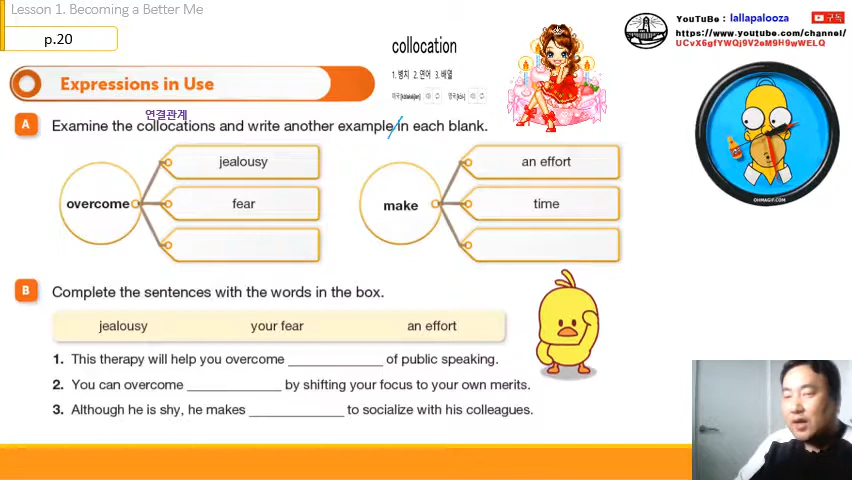 Lesson 1. Becoming a Better Me
p.20
collocation
1. 병치 2. 연어 3. 배열
YouTuBe : lallapalooza
구독
https://www.youtube.com/channel/
UCvX6gfYWQj9V2eM9H9wWELQ
Expressions in Use
연결관계
A Examine the collocations and write another example in each blank.
overcome
jealousy
fear
make
an effort
time
OHMAGIF.COM
B Complete the sentences with the words in the box.
jealousy your fear an effort
1. This therapy will help you overcome ____________ of public speaking.
2. You can overcome ____________ by shifting your focus to your own merits.
3. Although he is shy, he makes ____________ to socialize with his colleagues.